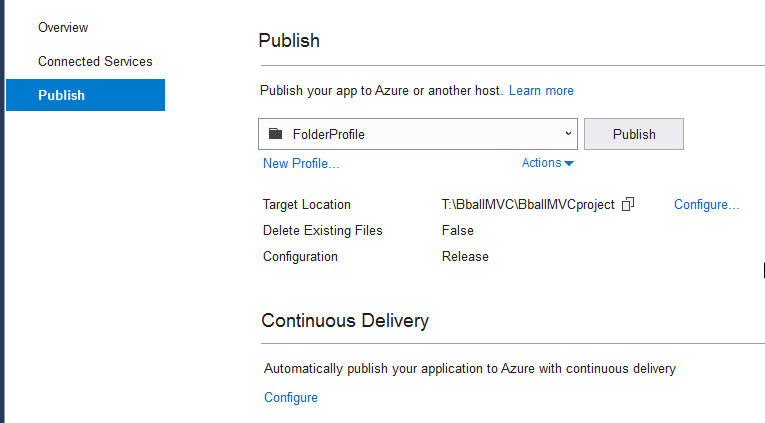 Overview
Connected Services
Publish
Publish
Publish your app to Azure or another host. Learn more
FolderProfile
Publish
New Profile...
Actions
Target Location T:\BballMVC\BballMVCproject Configure...
Delete Existing Files False
Configuration Release
Continuous Delivery
Automatically publish your application to Azure with continuous delivery
Configure